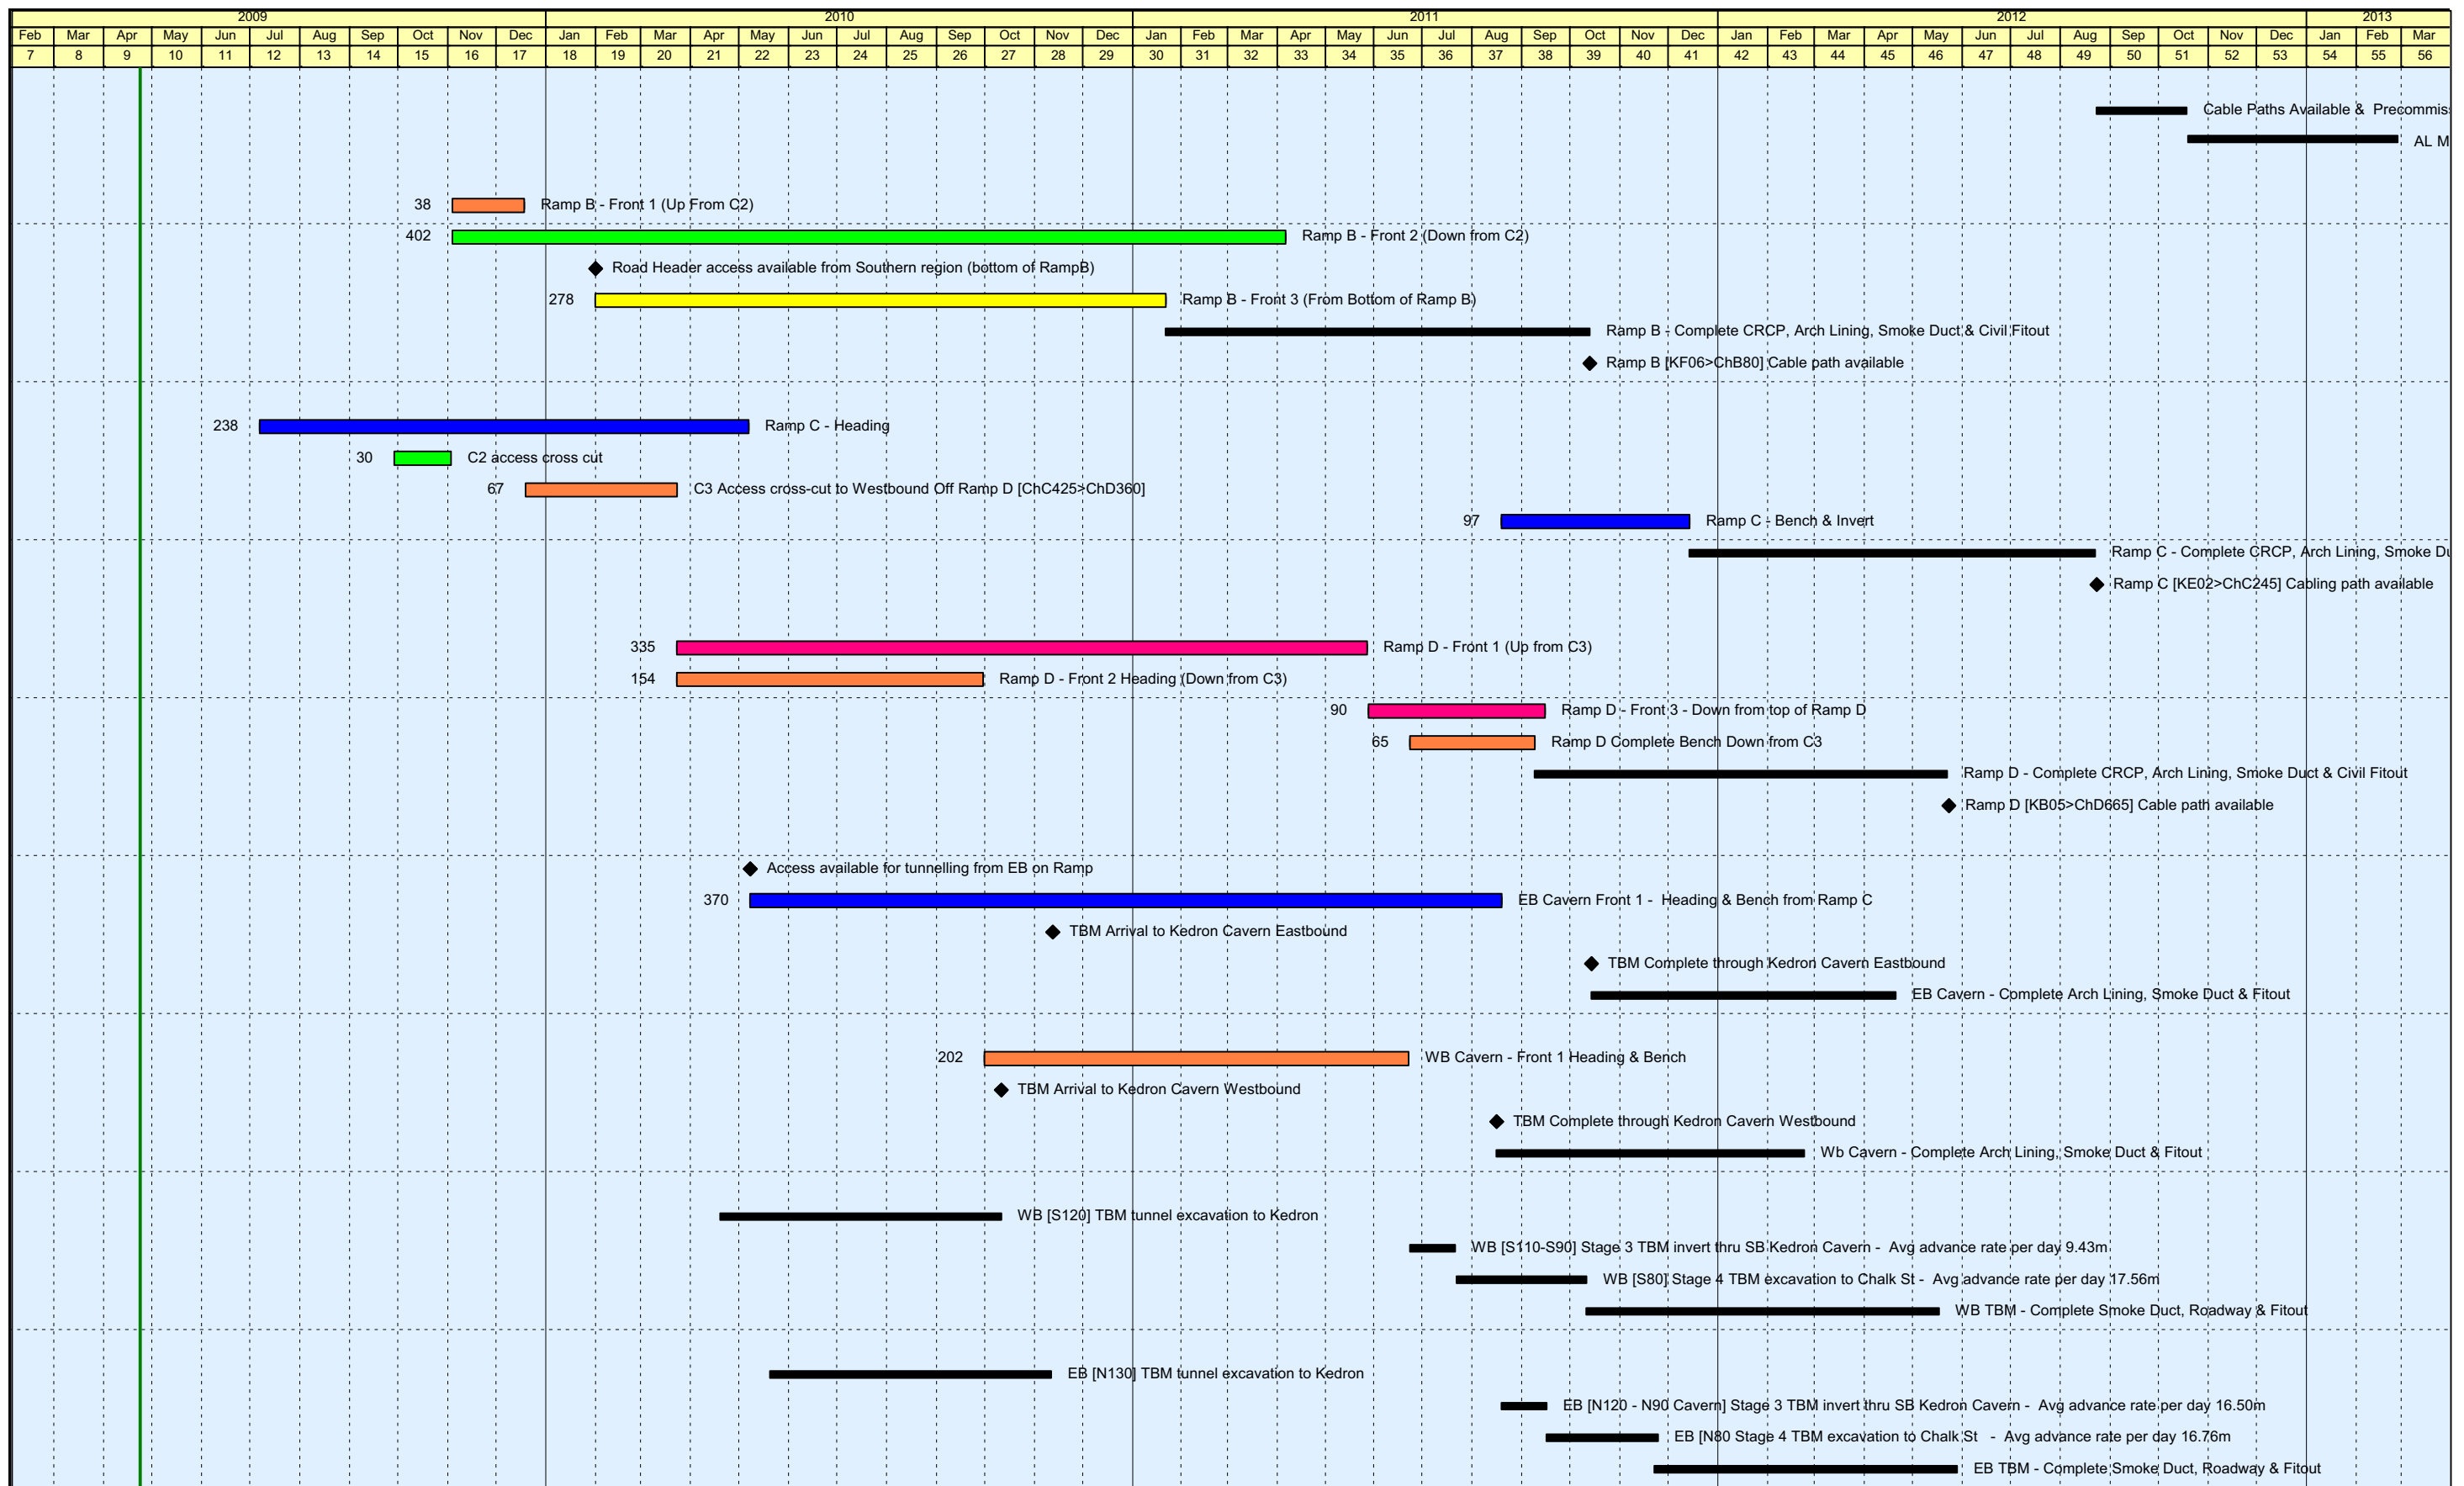 2009 2010 2011 2012 2013
Feb Mar Apr May Jun Jul Aug Sep Oct Nov Dec Jan Feb Mar Apr May Jun Jul Aug Sep Oct Nov Dec Jan Feb Mar Apr May Jun Jul Aug Sep Oct Nov Dec Jan Feb Mar Apr May Jun Jul Aug Sep Oct Nov Dec Jan Feb Mar
7 8 9 10 11 12 13 14 15 16 17 18 19 20 21 22 23 24 25 26 27 28 29 30 31 32 33 34 35 36 37 38 39 40 41 42 43 44 45 46 47 48 49 50 51 52 53 54 55 56
Cable Paths Available & Precommis
AL M
38 Ramp B - Front 1 (Up From C2)
402 Ramp B - Front 2 (Down from C2)
Road Header access available from Southern region (bottom of RampB)
278 Ramp B - Front 3 (From Bottom of Ramp B)
Ramp B - Complete CRCP, Arch Lining, Smoke Duct & Civil Fitout
Ramp B [KF06>ChB80] Cable path available
238 Ramp C - Heading
30 C2 access cross cut
67 C3 Access cross-cut to Westbound Off Ramp D [ChC425>ChD360]
97 Ramp C - Bench & Invert
Ramp C - Complete CRCP, Arch Lining, Smoke Du
Ramp C [KE02>ChC245] Cabling path available
335 Ramp D - Front 1 (Up from C3)
154 Ramp D - Front 2 Heading (Down from C3)
90 Ramp D - Front 3 - Down from top of Ramp D
65 Ramp D Complete Bench Down from C3
Ramp D - Complete CRCP, Arch Lining, Smoke Duct & Civil Fitout
Ramp D [KB05>ChD665] Cable path available
Access available for tunnelling from EB on Ramp
370 EB Cavern Front 1 - Heading & Bench from Ramp C
TBM Arrival to Kedron Cavern Eastbound
TBM Complete through Kedron Cavern Eastbound
EB Cavern - Complete Arch Lining, Smoke Duct & Fitout
202 WB Cavern - Front 1 Heading & Bench
TBM Arrival to Kedron Cavern Westbound
TBM Complete through Kedron Cavern Westbound
Wb Cavern - Complete Arch Lining, Smoke Duct & Fitout
WB [S120] TBM tunnel excavation to Kedron
WB [S110-S90] Stage 3 TBM invert thru SB Kedron Cavern - Avg advance rate per day 9.43m
WB [S80] Stage 4 TBM excavation to Chalk St - Avg advance rate per day 17.56m
WB TBM - Complete Smoke Duct, Roadway & Fitout
EB [N130] TBM tunnel excavation to Kedron
EB [N120 - N90 Cavern] Stage 3 TBM invert thru SB Kedron Cavern - Avg advance rate per day 16.50m
EB [N80 Stage 4 TBM excavation to Chalk St - Avg advance rate per day 16.76m
EB TBM - Complete Smoke Duct, Roadway & Fitout